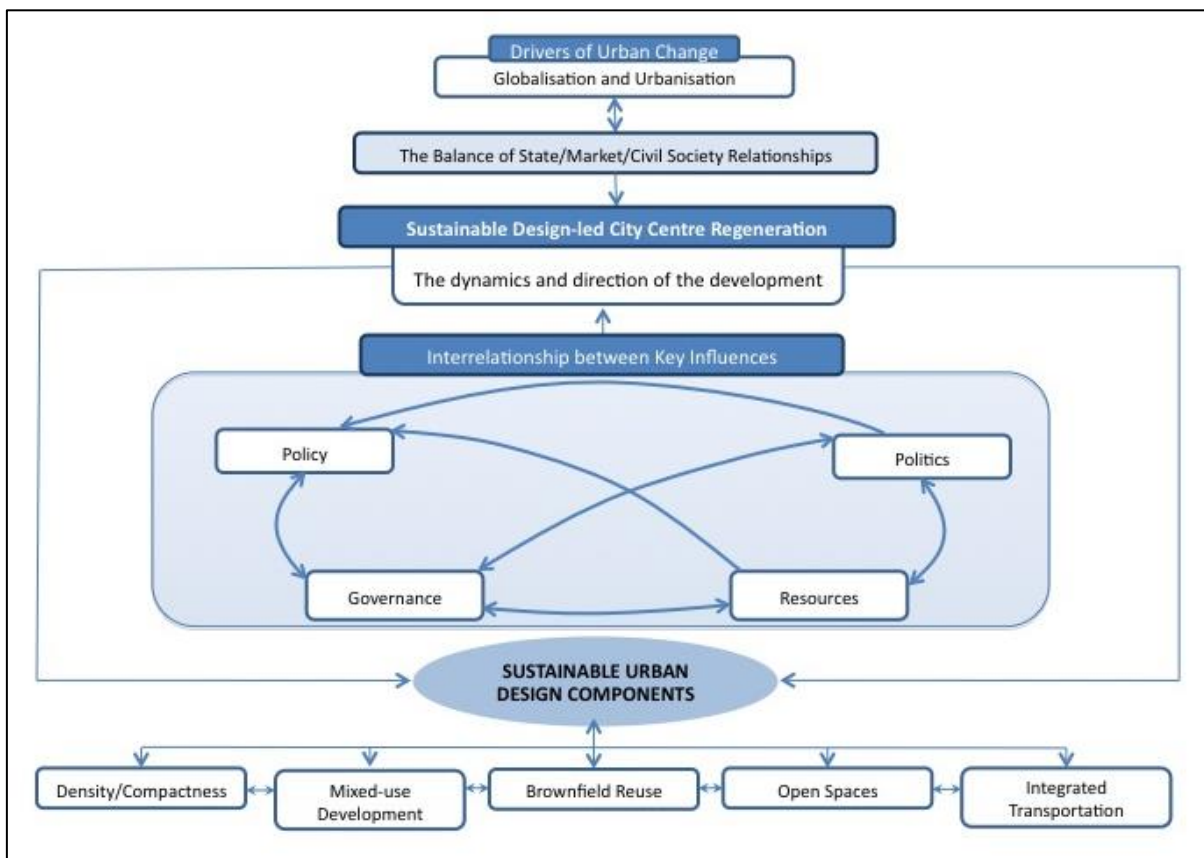 Drivers of Urban Change
Globalisation and Urbanisation
The Balance of State/Market/Civil Society Relationships
Sustainable Design-led City Centre Regeneration
The dynamics and direction of the development
Interrelationship between Key Influences
Policy
Politics
Governance
Resources
SUSTAINABLE URBAN
DESIGN COMPONENTS
Density/Compactness
Mixed-use
Development
Brownfield Reuse
Open Spaces
Integrated
Transportation